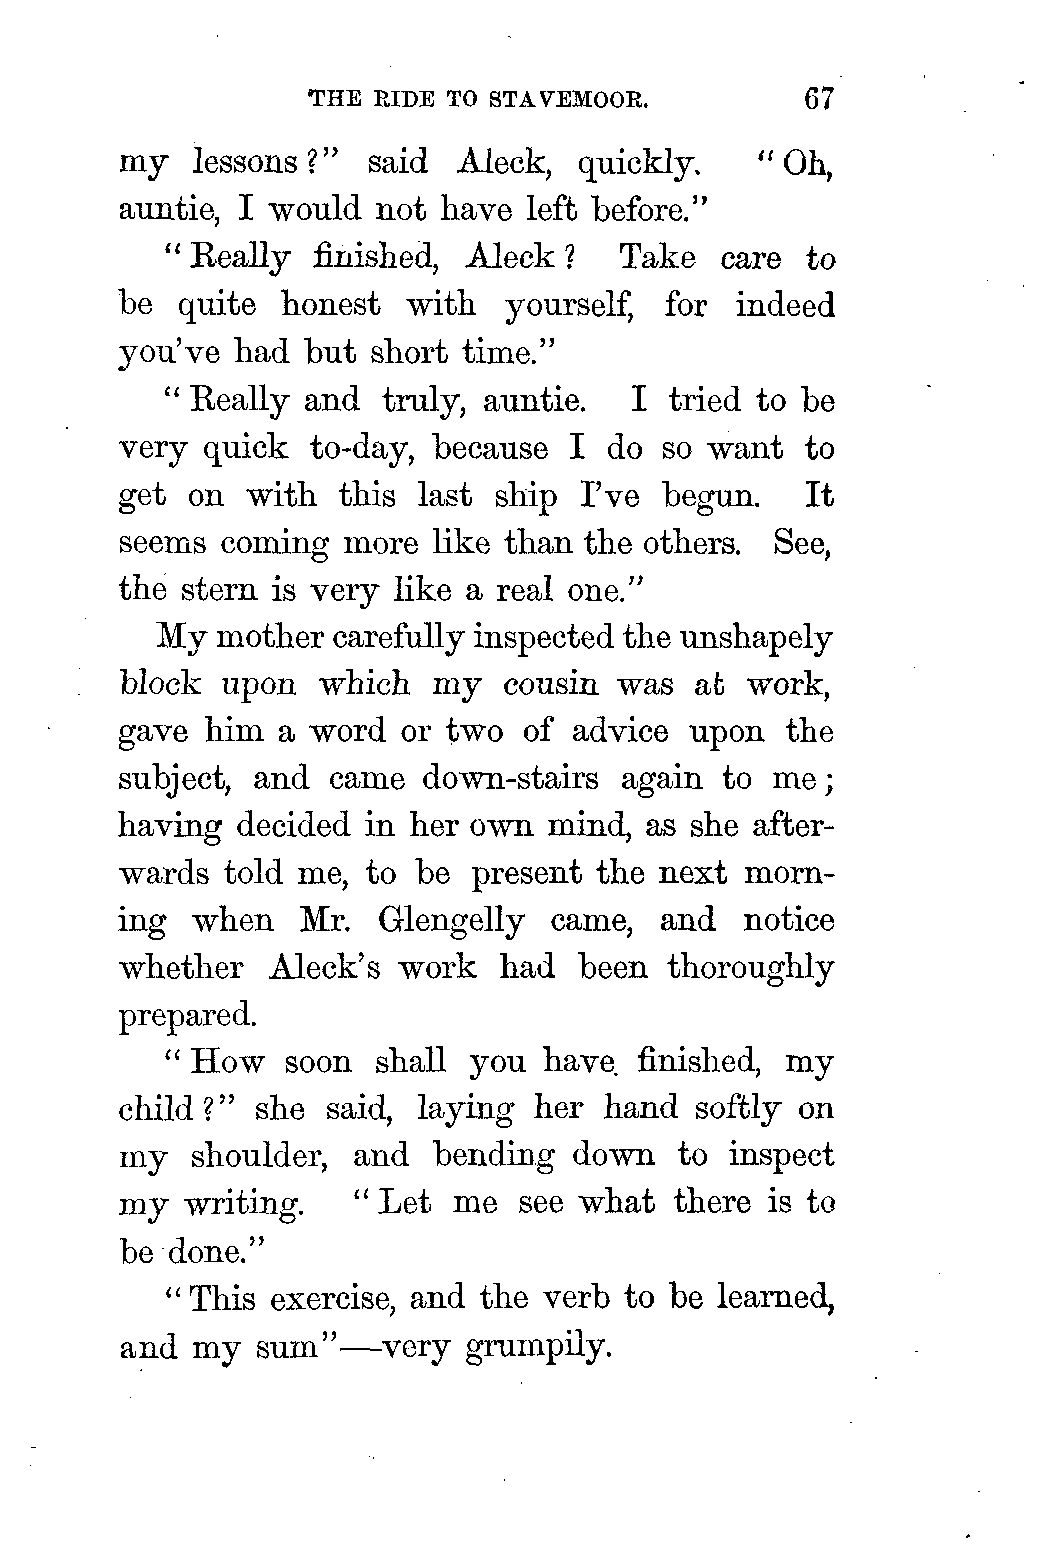 THE RIDE TO STAVEMOOR. 67
my lessons?" said Aleck, quickly. "Oh,
auntie, I would not have left before."
"Really finished, Aleck? Take care to
be quite honest with yourself, for indeed
you've had but short time."
"Really and truly, auntie. I tried to be
very quick to-day, because I do so want to
get on with this last ship I've begun. It
seems coming more like than the others. See,
the stern is very like a real one."
My mother carefully inspected the unshapely
block upon which my cousin was at work,
gave him a word or two of advice upon the
subject, and came down-stairs again to me;
having decided in her own mind, as she after-
wards told me, to be present the next morn-
ing when Mr. Glengelly came, and notice
whether Aleck's work had been thoroughly
prepared.
"How soon shall you have finished, my
child?" she said, laying her hand softly on
my shoulder, and bending down to inspect
my writing. "Let me see what there is to
be done."
"This exercise, and the verb to be learned,
and my sum"—very grumpily.